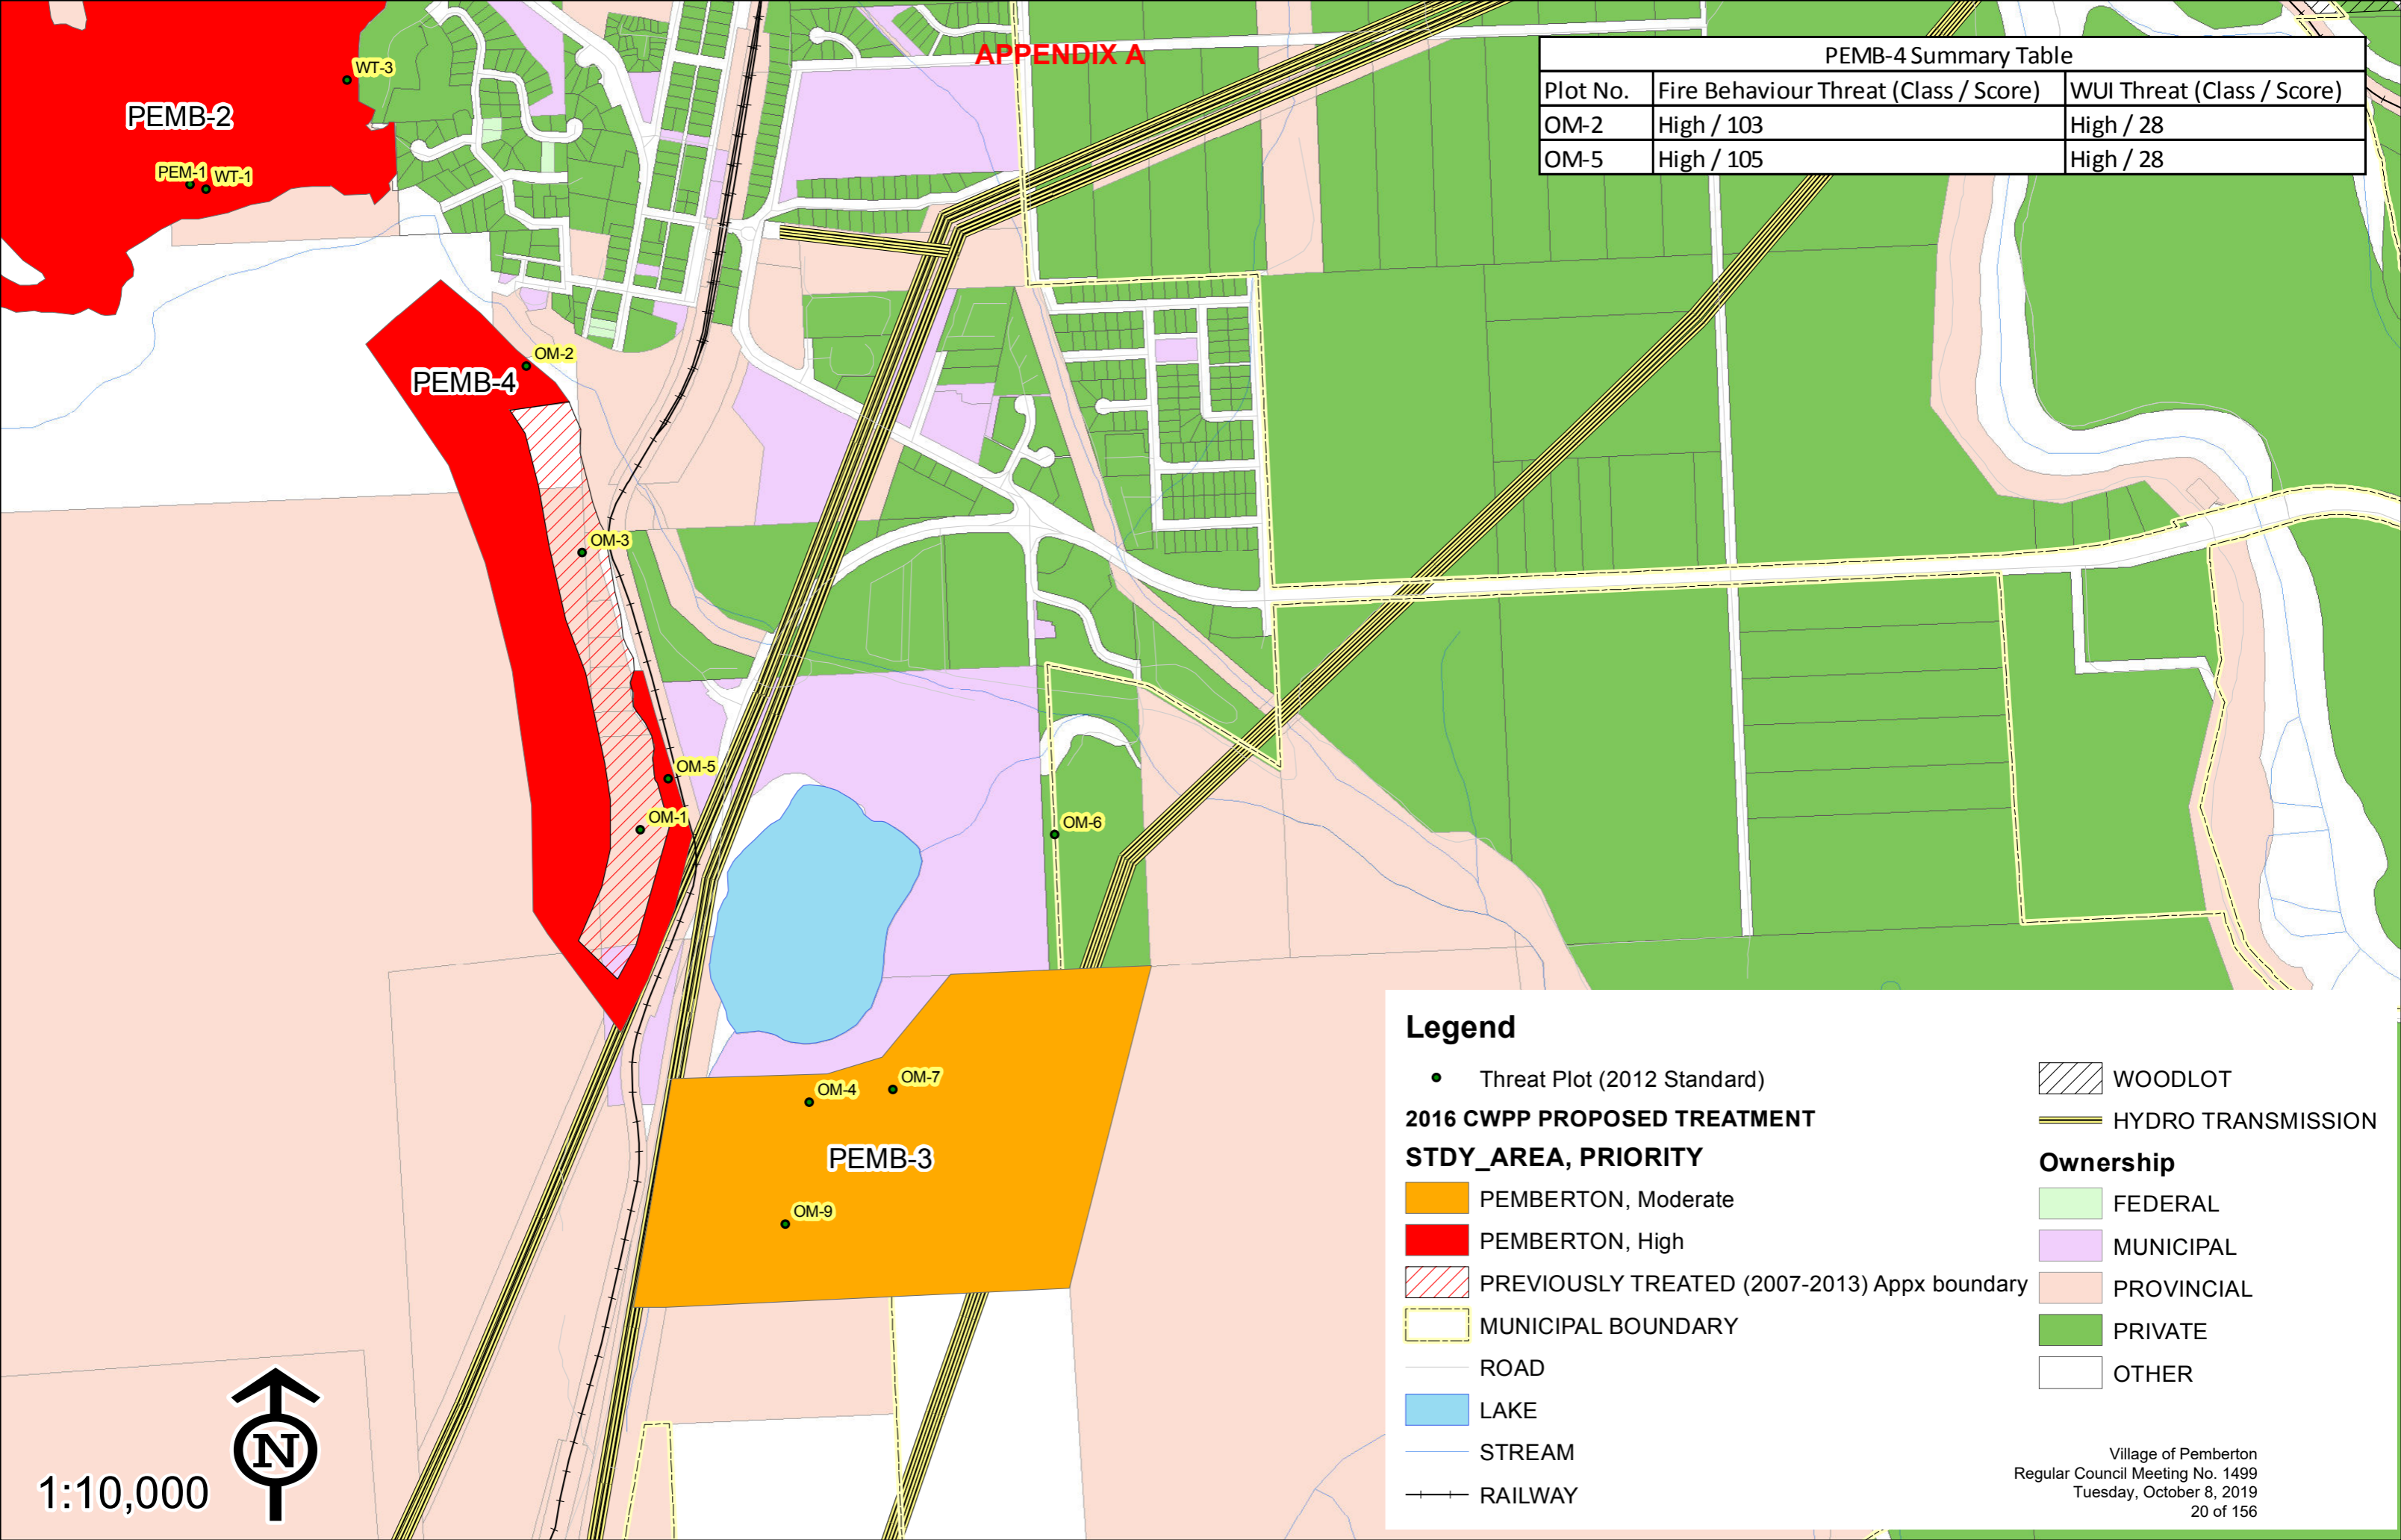 APPENDIX A
PEMB-4 Summary Table
Plot No. Fire Behaviour Threat (Class / Score) WUI Threat (Class / Score)
OM-2 High / 103 High / 28
OM-5 High / 105 High / 28
WT-3
PEMB-2
PEM-1 WT-1
OM-2
PEMB-4
OM-3
OM-5
OM-1
OM-6
OM-7
OM-4
PEMB-3
OM-9
Legend
Threat Plot (2012 Standard)
2016 CWPP PROPOSED TREATMENT
STDY_AREA, PRIORITY
PEMBERTON, Moderate
PEMBERTON, High
PREVIOUSLY TREATED (2007-2013) Appx boundary
MUNICIPAL BOUNDARY
ROAD
LAKE
STREAM
RAILWAY
WOODLOT
HYDRO TRANSMISSION
Ownership
FEDERAL
MUNICIPAL
PROVINCIAL
PRIVATE
OTHER
N
1:10,000
Village of Pemberton
Regular Council Meeting No. 1499
Tuesday, October 8, 2019
20 of 156